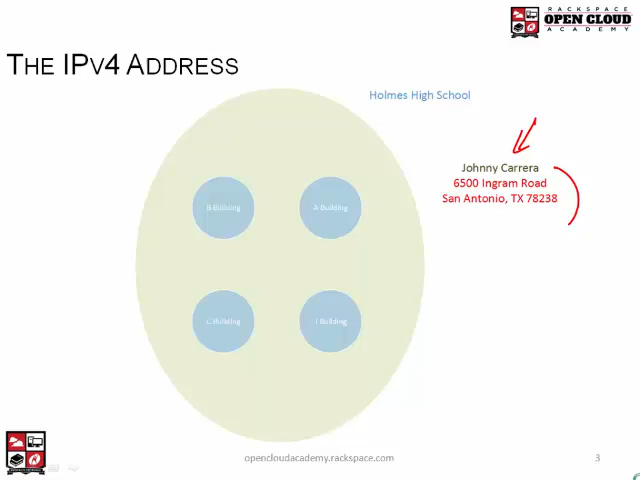 RACKSPACE
OPEN CLOUD
ACADEMY
THE IPV4 ADDRESS
Holmes High School
Johnny Carrera
6500 Ingram Road
San Antonio, TX 78238
B Building
A Building
C Building
I Building
opencloudacademy.rackspace.com
3